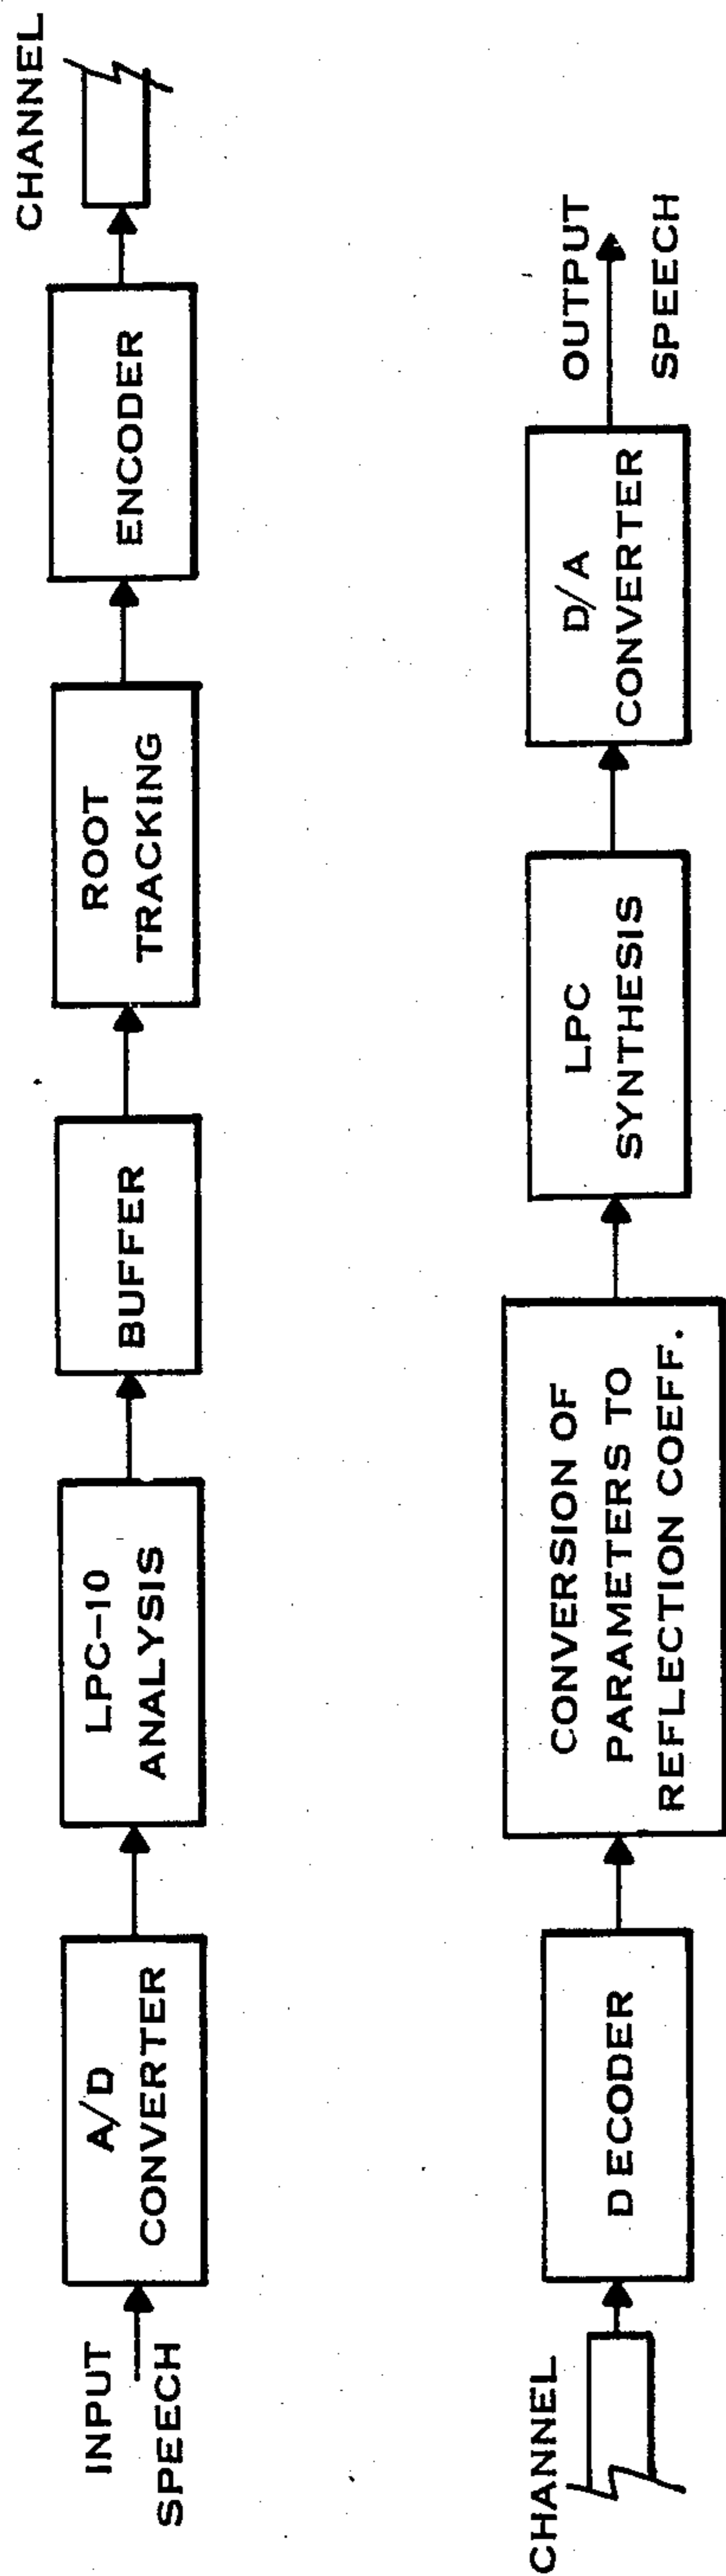 INPUT
SPEECH
A/D
CONVERTER
LPC-10
ANALYSIS
BUFFER
ROOT
TRACKING
ENCODER
CHANNEL
CHANNEL
DECODER
CONVERSION OF
PARAMETERS TO
REFLECTION COEFF.
LPC
SYNTHESIS
D/A
CONVERTER
OUTPUT
SPEECH